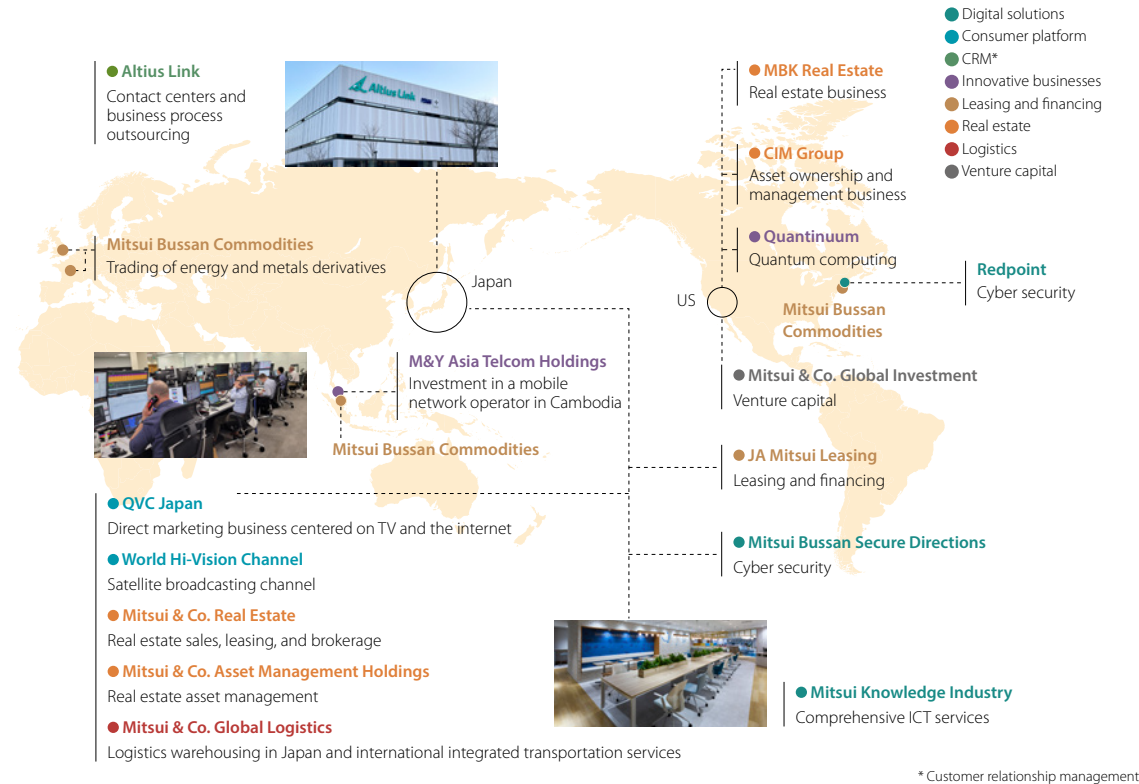 Digital solutions
Consumer platform
CRM*
Innovative businesses
Leasing and financing
Real estate
Logistics
Venture capital
Altius Link
Contact centers and
business process
outsourcing
Altius Link
MBK Real Estate
Real estate business
CIM Group
Asset ownership and
management business
Quantinuum
Quantum computing
Mitsui Bussan Commodities
Trading of energy and metals derivatives
Japan
US
Redpoint
Cyber security
Mitsui Bussan
Commodities
M&Y Asia Telcom Holdings
Investment in a mobile
network operator in Cambodia
Mitsui Bussan Commodities
Mitsui & Co. Global Investment
Venture capital
JA Mitsui Leasing
Leasing and financing
Mitsui Bussan Secure Directions
Cyber security
QVC Japan
Direct marketing business centered on TV and the internet
World Hi-Vision Channel
Satellite broadcasting channel
Mitsui & Co. Real Estate
Real estate sales, leasing, and brokerage
Mitsui & Co. Asset Management Holdings
Real estate asset management
Mitsui & Co. Global Logistics
Logistics warehousing in Japan and international integrated transportation services
Mitsui Knowledge Industry
Comprehensive ICT services
* Customer relationship management